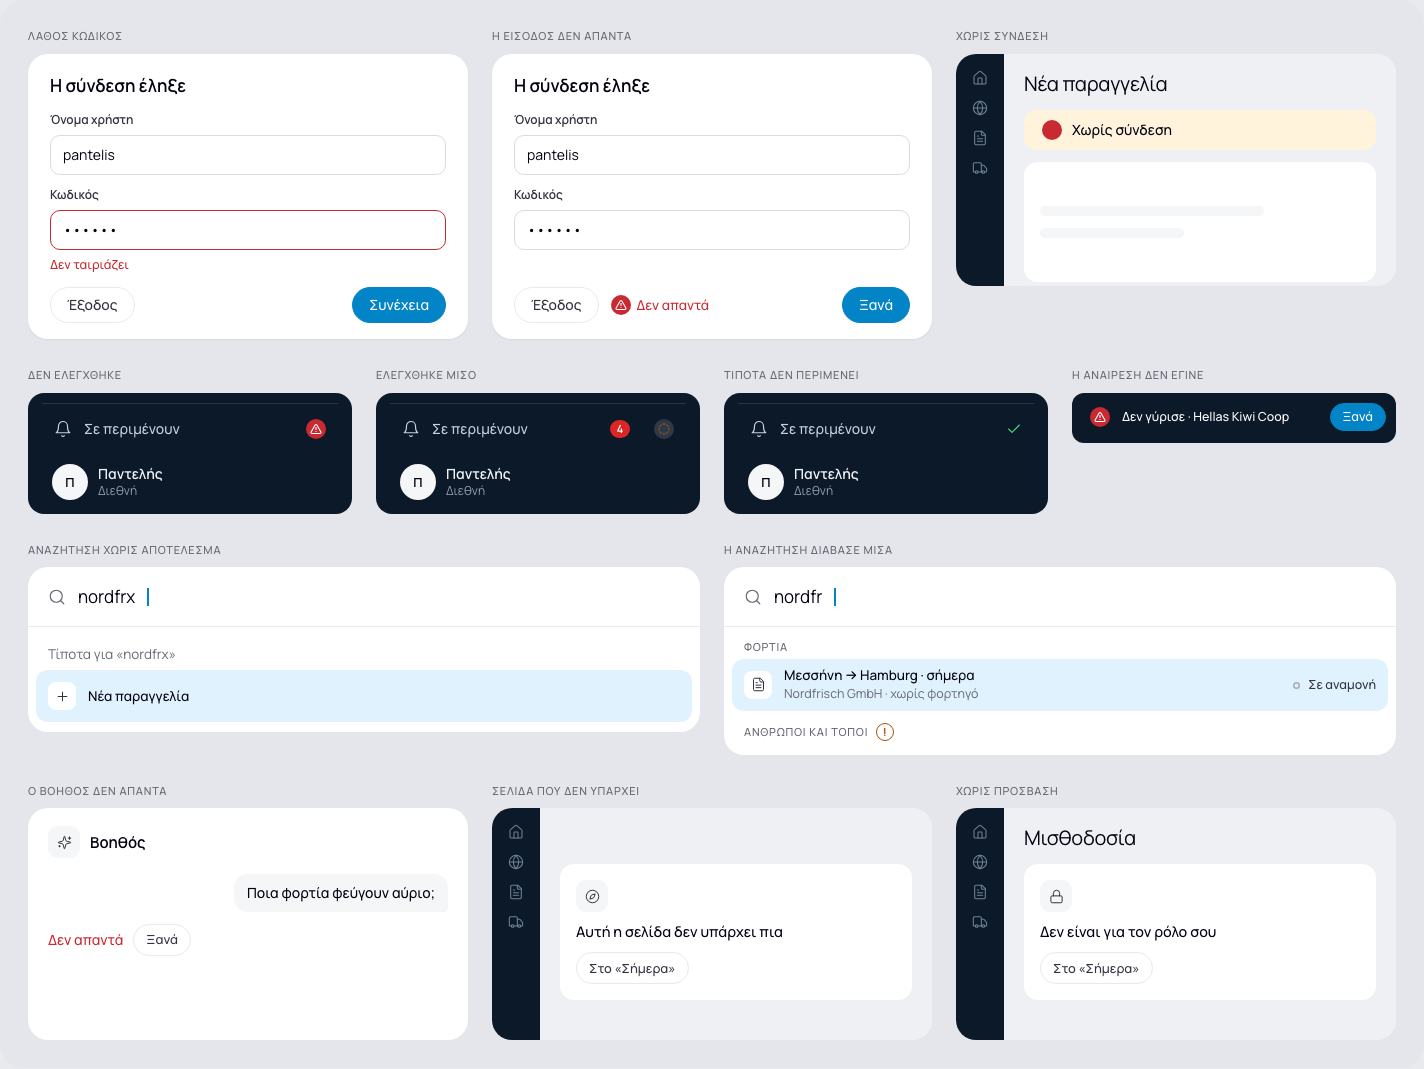 ΛΑΘΟΣ ΚΩΔΙΚΟΣ
Η σύνδεση έληξε
Όνομα χρήστη
pantelis
Κωδικός
••••••
Δεν ταιριάζει
Έξοδος
Συνέχεια
Η ΕΙΣΟΔΟΣ ΔΕΝ ΑΠΑΝΤΑ
Η σύνδεση έληξε
Όνομα χρήστη
pantelis
Κωδικός
••••••
Έξοδος
Δεν απαντά
Ξανά
ΧΩΡΙΣ ΣΥΝΔΕΣΗ
Νέα παραγγελία
Χωρίς σύνδεση
ΔΕΝ ΕΛΕΓΧΘΗΚΕ
Σε περιμένουν
Π
Παντελής
Διεθνή
ΕΛΕΓΧΘΗΚΕ ΜΙΣΟ
Σε περιμένουν
4
Π
Παντελής
Διεθνή
ΤΙΠΟΤΑ ΔΕΝ ΠΕΡΙΜΕΝΕΙ
Σε περιμένουν
Π
Παντελής
Διεθνή
Η ΑΝΑΙΡΕΣΗ ΔΕΝ ΕΓΙΝΕ
Δεν γύρισε · Hellas Kiwi Coop
Ξανά
ΑΝΑΖΗΤΗΣΗ ΧΩΡΙΣ ΑΠΟΤΕΛΕΣΜΑ
nordfrx
Τίποτα για «nordfrx»
Νέα παραγγελία
Η ΑΝΑΖΗΤΗΣΗ ΔΙΑΒΑΣΕ ΜΙΣΑ
nordfr
ΦΟΡΤΙΑ
Μεσσήνη → Hamburg · σήμερα
Nordfrisch GmbH · χωρίς φορτηγό
Σε αναμονή
ΑΝΘΡΩΠΟΙ ΚΑΙ ΤΟΠΟΙ
Ο ΒΟΗΘΟΣ ΔΕΝ ΑΠΑΝΤΑ
Βοηθός
Ποια φορτία φεύγουν αύριο;
Δεν απαντά
Ξανά
ΣΕΛΙΔΑ ΠΟΥ ΔΕΝ ΥΠΑΡΧΕΙ
Αυτή η σελίδα δεν υπάρχει πια
Στο «Σήμερα»
ΧΩΡΙΣ ΠΡΟΣΒΑΣΗ
Μισθοδοσία
Δεν είναι για τον ρόλο σου
Στο «Σήμερα»